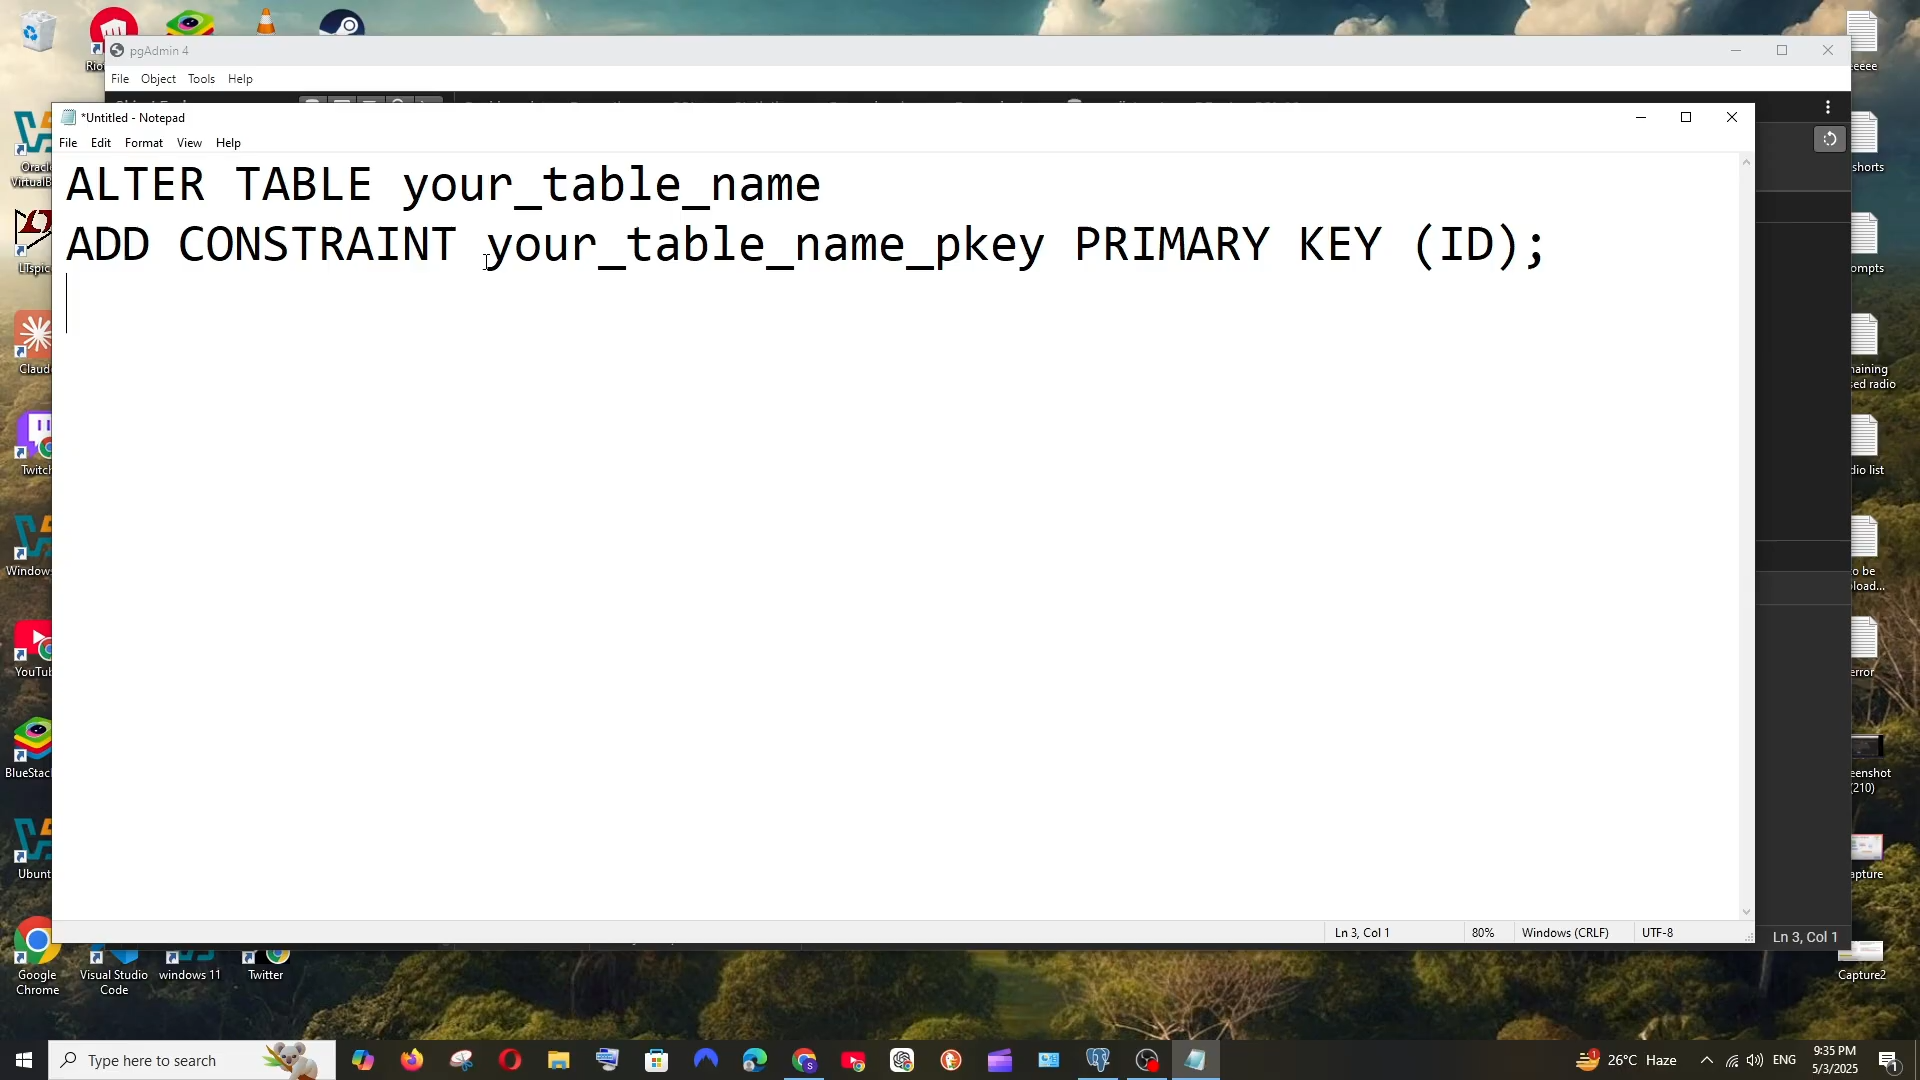 pgAdmin 4
File Object Tools Help
*Untitled - Notepad
File Edit Format View Help
ALTER TABLE your_table_name
ADD CONSTRAINT your_table_name_pkey PRIMARY KEY (ID);
Ln 3, Col 1 80% Windows (CRLF) UTF-8
Ln 3, Col 1
Google Chrome
Visual Studio Code
windows 11
Twitter
Capture2
Type here to search
26°C Haze
ENG
9:35 PM
5/3/2025